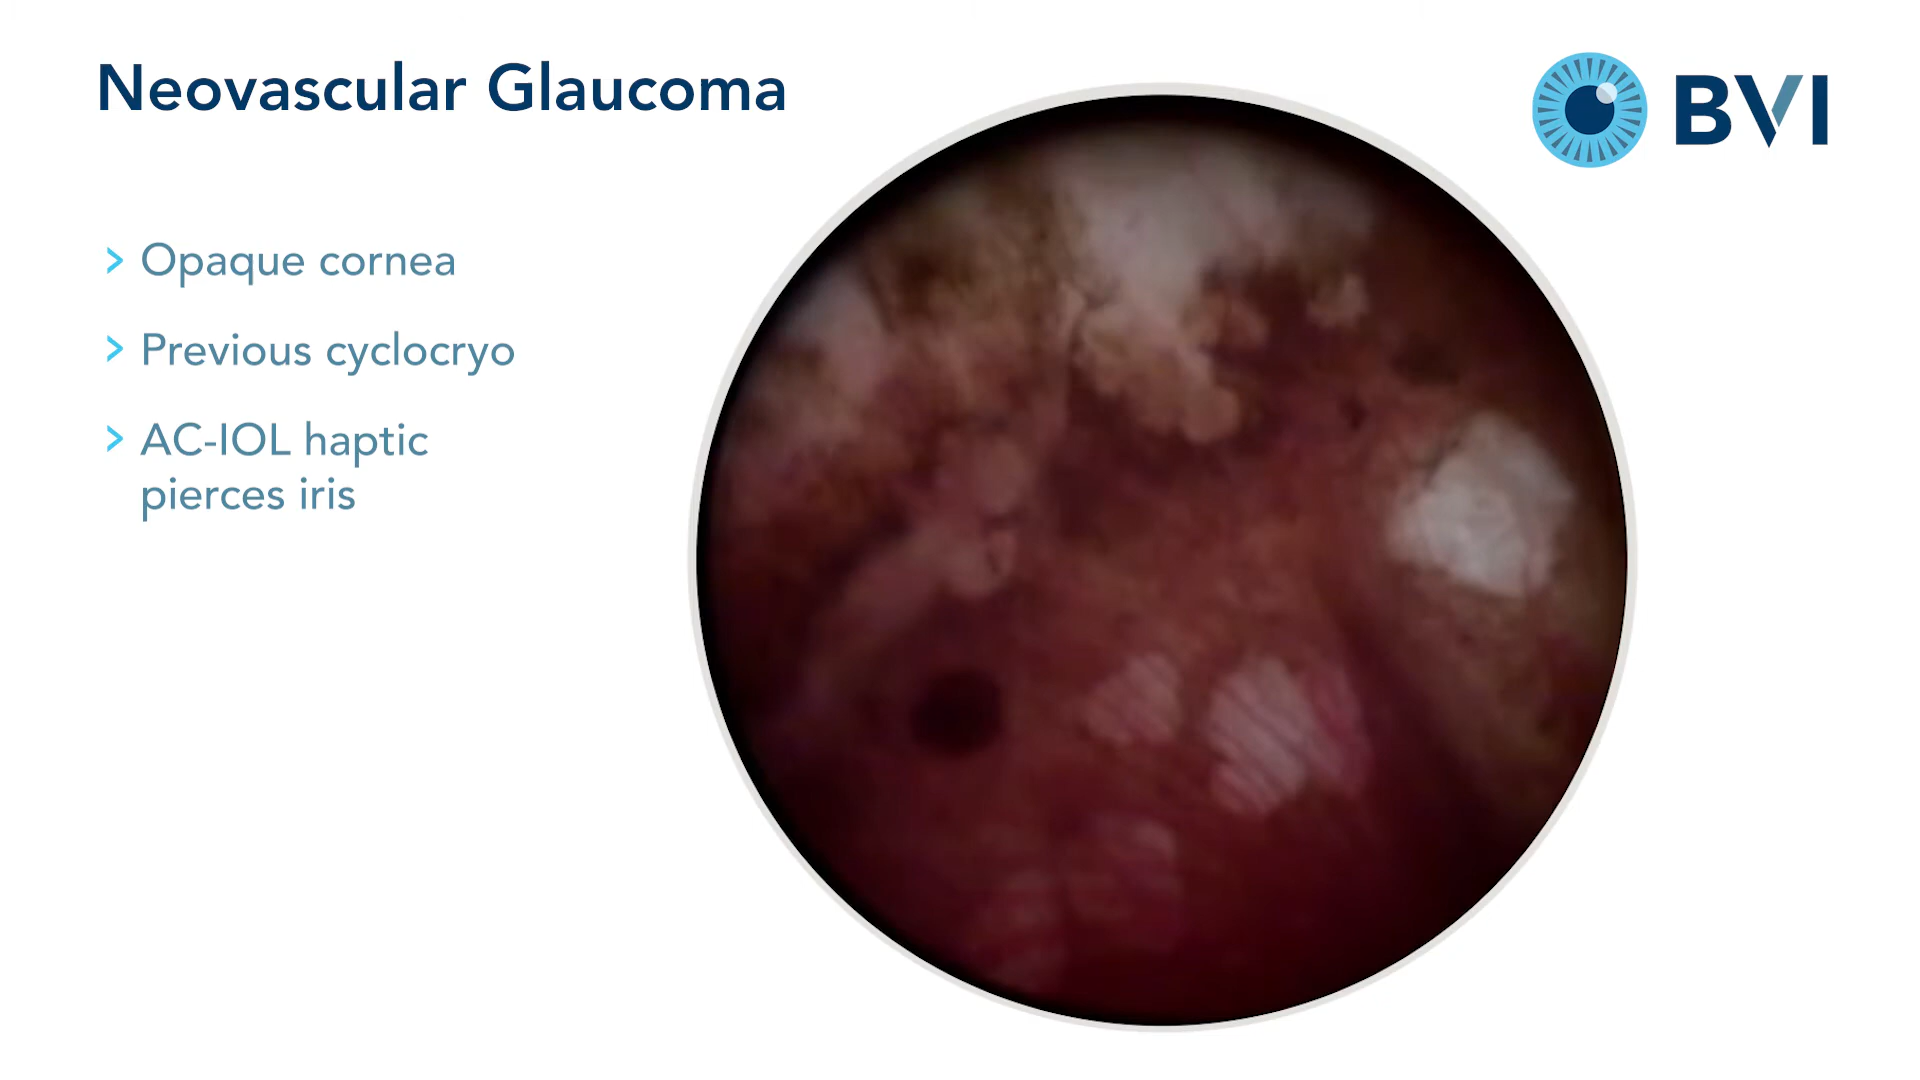 Neovascular Glaucoma
BVI
> Opaque cornea
> Previous cyclocryo
> AC-IOL haptic
pierces iris